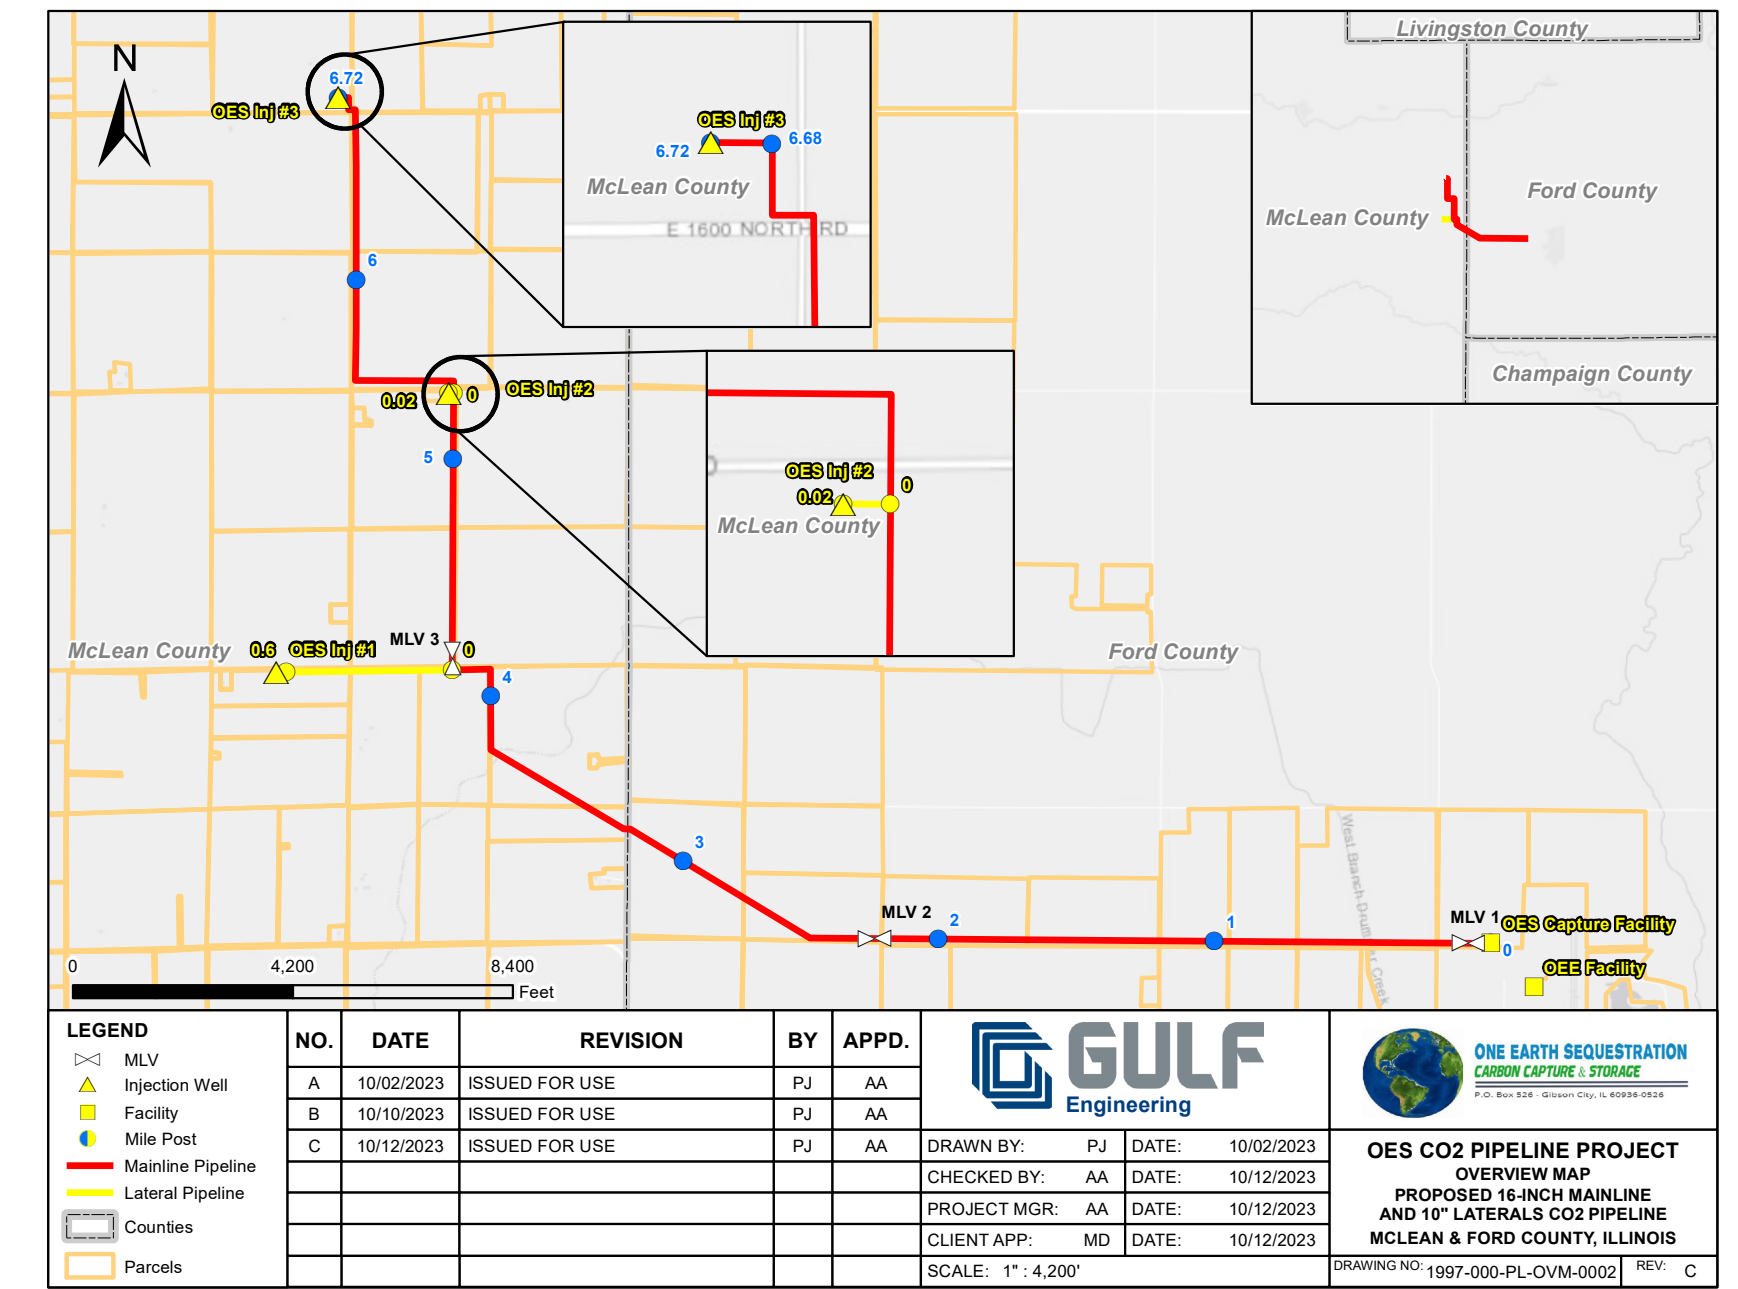 N
6.72
OES Inj #3
OES Inj #3
6.72
6.68
McLean County
E 1600 NORTH RD
Livingston County
Ford County
McLean County
Champaign County
6
0.02
0
OES Inj #2
5
OES Inj #2
0.02
0
McLean County
McLean County
0.6
OES Inj #1
MLV 3
0
4
Ford County
3
MLV 2
2
1
MLV 1
OES Capture Facility
0
OEE Facility
West Branch Drummer Creek
0
4,200
8,400
Feet
LEGEND
MLV
Injection Well
Facility
Mile Post
Mainline Pipeline
Lateral Pipeline
Counties
Parcels
NO. DATE REVISION BY APPD.
A 10/02/2023 ISSUED FOR USE PJ AA
B 10/10/2023 ISSUED FOR USE PJ AA
C 10/12/2023 ISSUED FOR USE PJ AA
GULF
Engineering
DRAWN BY: PJ DATE: 10/02/2023
CHECKED BY: AA DATE: 10/12/2023
PROJECT MGR: AA DATE: 10/12/2023
CLIENT APP: MD DATE: 10/12/2023
SCALE: 1" : 4,200'
ONE EARTH SEQUESTRATION
CARBON CAPTURE & STORAGE
P.O. Box 526 - Gibson City, IL 60936-0526
OES CO2 PIPELINE PROJECT
OVERVIEW MAP
PROPOSED 16-INCH MAINLINE
AND 10" LATERALS CO2 PIPELINE
MCLEAN & FORD COUNTY, ILLINOIS
DRAWING NO: 1997-000-PL-OVM-0002 REV: C